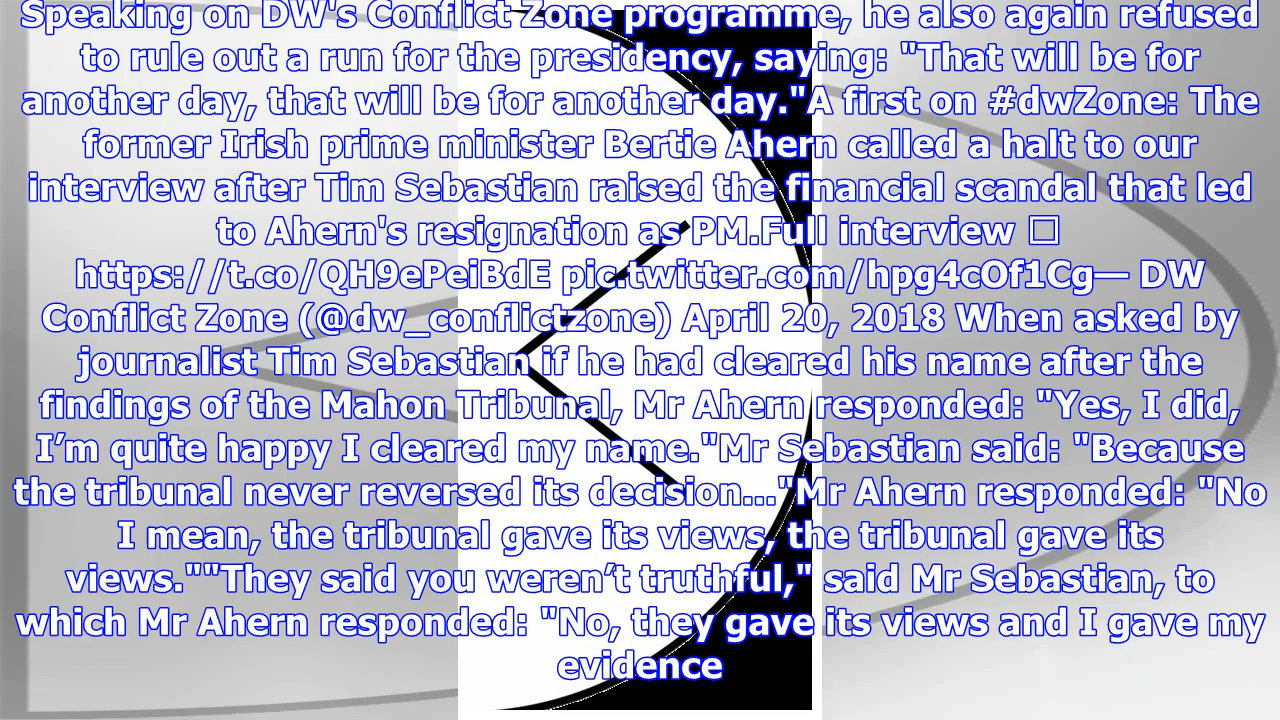 Speaking on DW's Conflict Zone programme, he also again refused
to rule out a run for the presidency, saying: "That will be for
another day, that will be for another day."A first on #dwZone: The
former Irish prime minister Bertie Ahern called a halt to our
interview after Tim Sebastian raised the financial scandal that led
to Ahern's resignation as PM.Full interview □
https://t.co/QH9ePeiBdE pic.twitter.com/hpg4cOf1Cg— DW
Conflict Zone (@dw_conflictzone) April 20, 2018 When asked by
journalist Tim Sebastian if he had cleared his name after the
findings of the Mahon Tribunal, Mr Ahern responded: "Yes, I did,
I’m quite happy I cleared my name."Mr Sebastian said: "Because
the tribunal never reversed its decision..."Mr Ahern responded: "No
I mean, the tribunal gave its views, the tribunal gave its
views.""They said you weren’t truthful," said Mr Sebastian, to
which Mr Ahern responded: "No, they gave its views and I gave my
evidence